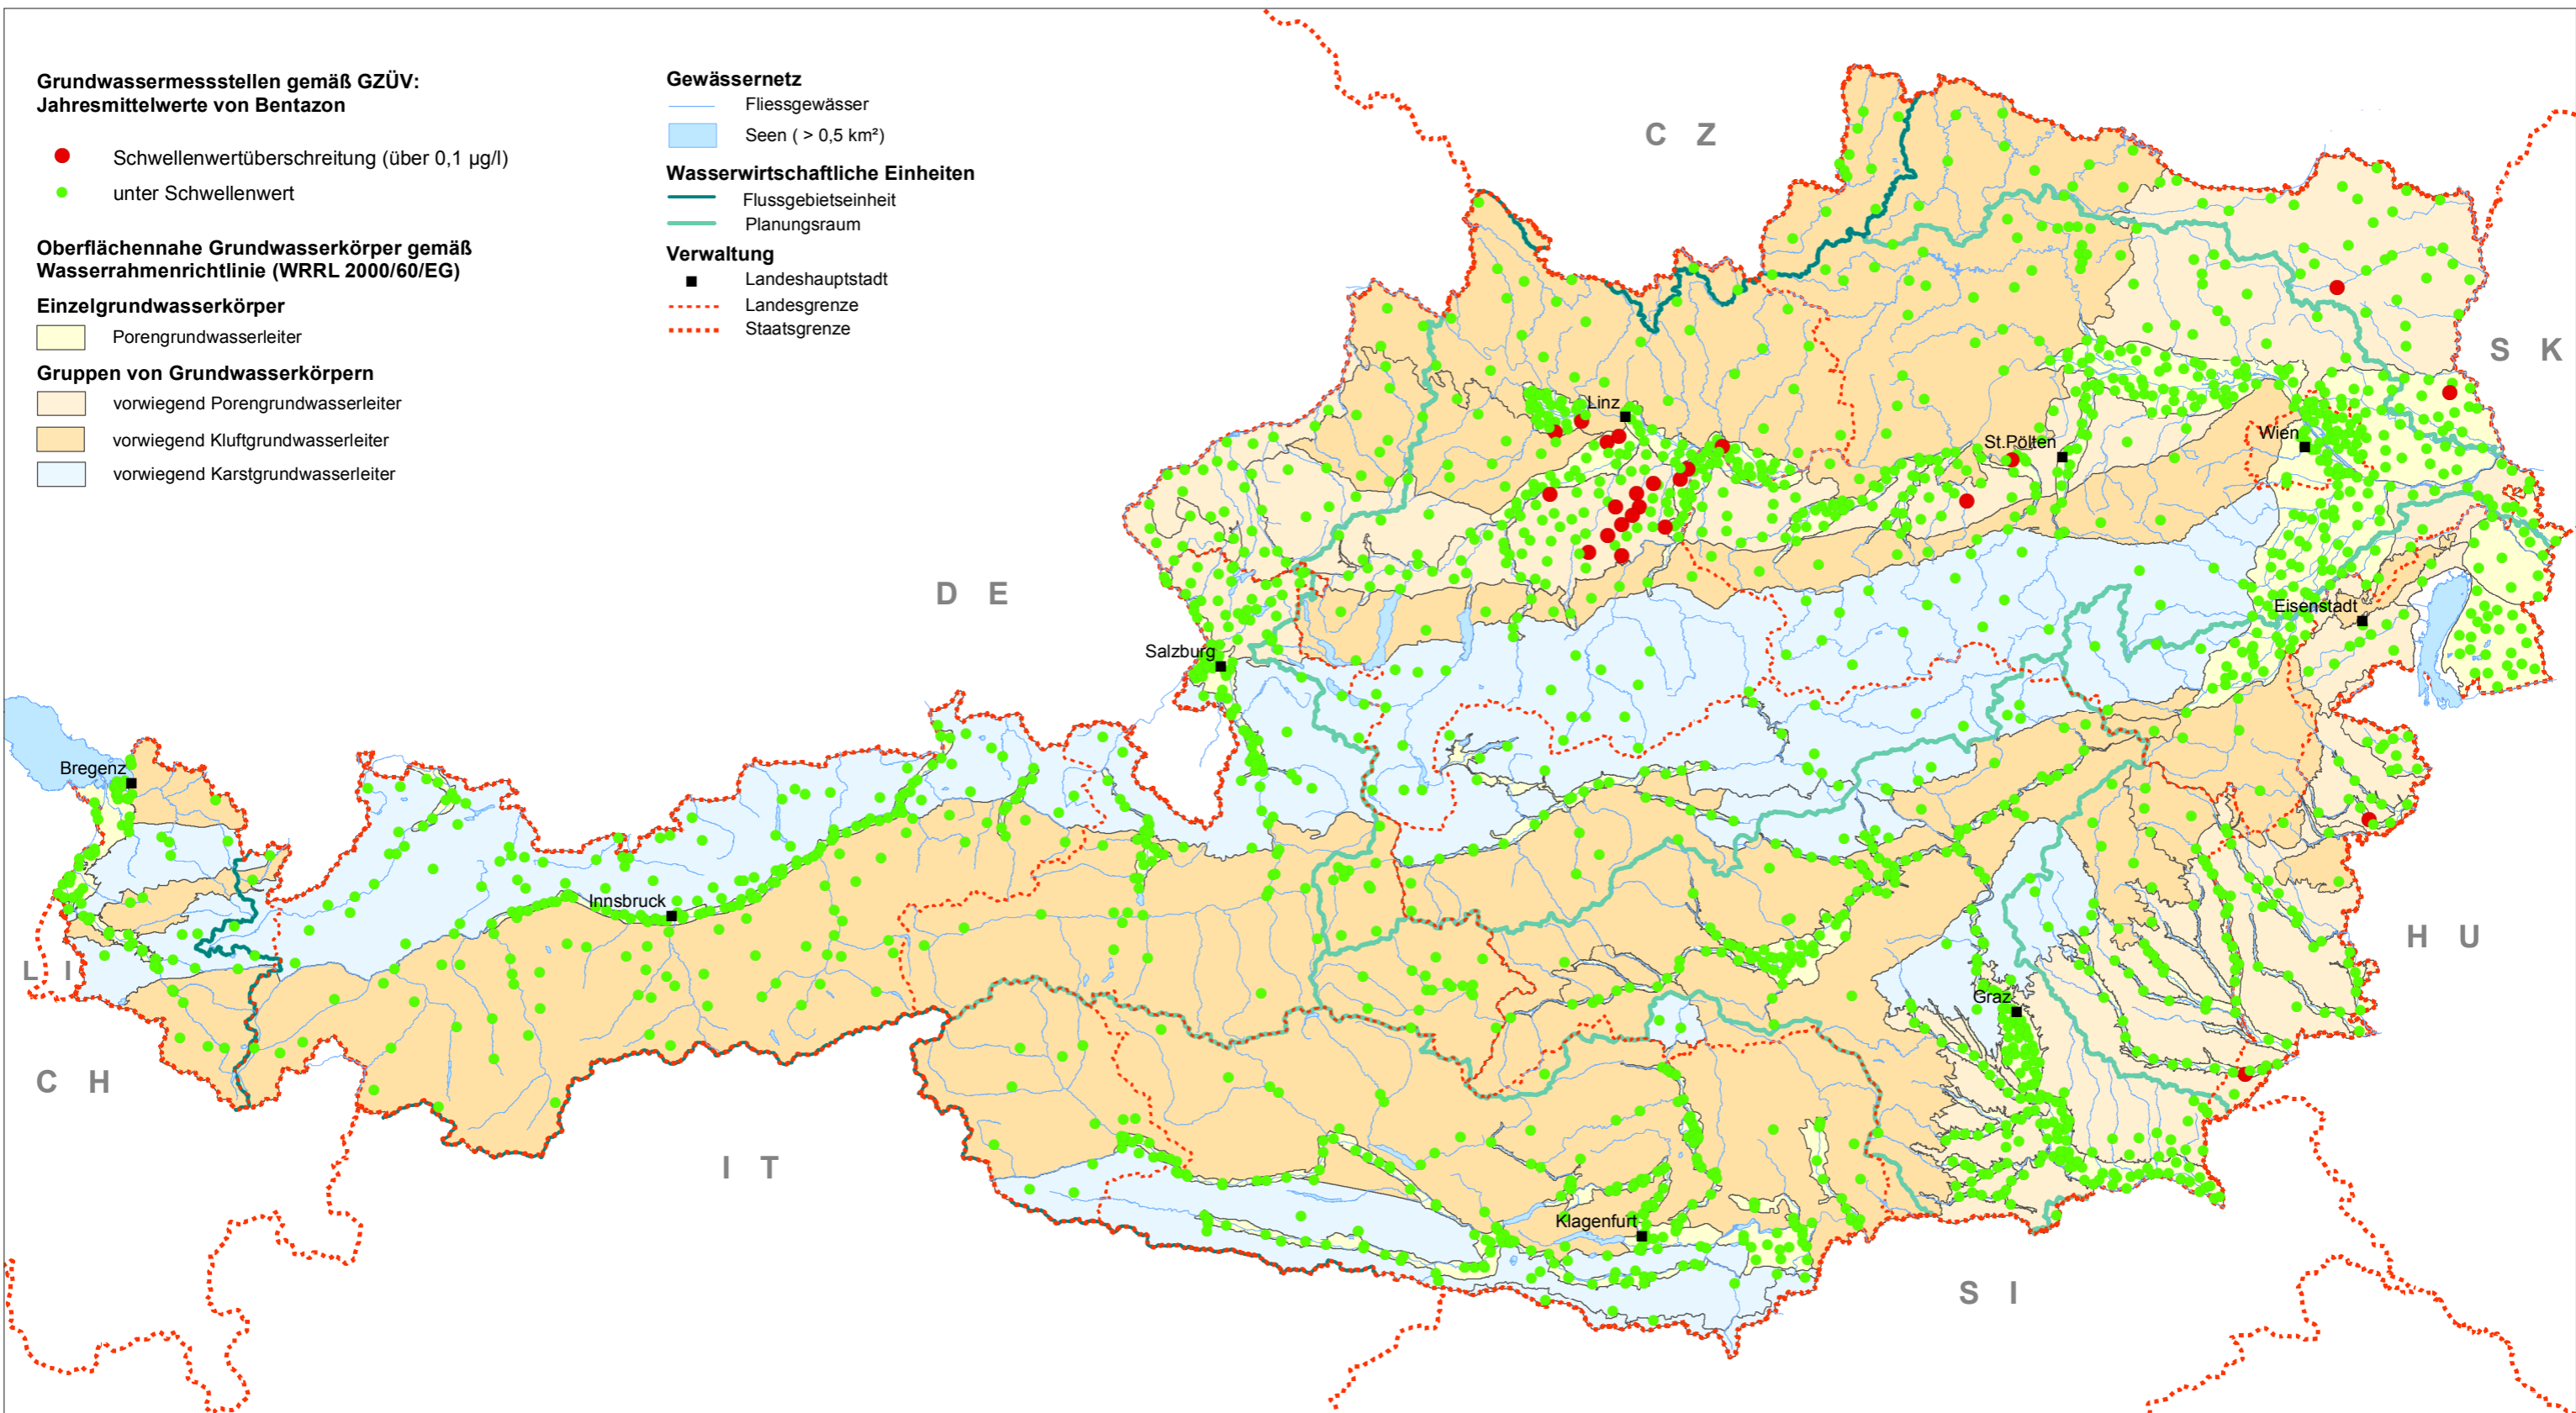 Grundwassermessstellen gemäß GZÜV:
Jahresmittelwerte von Bentazon
Schwellenwertüberschreitung (über 0,1 µg/l)
unter Schwellenwert
Oberflächennahe Grundwasserkörper gemäß
Wasserrahmenrichtlinie (WRRL 2000/60/EG)
Einzelgrundwasserkörper
Porengrundwasserleiter
Gruppen von Grundwasserkörpern
vorwiegend Porengrundwasserleiter
vorwiegend Kluftgrundwasserleiter
vorwiegend Karstgrundwasserleiter
Gewässernetz
Fliessgewässer
Seen ( > 0,5 km²)
Wasserwirtschaftliche Einheiten
Flussgebietseinheit
Planungsraum
Verwaltung
Landeshauptstadt
Landesgrenze
Staatsgrenze
C Z
S K
Linz
St.Pölten
Wien
D E
Eisenstadt
Salzburg
Bregenz
Innsbruck
H U
L I
Graz
C H
I T
Klagenfurt
S I